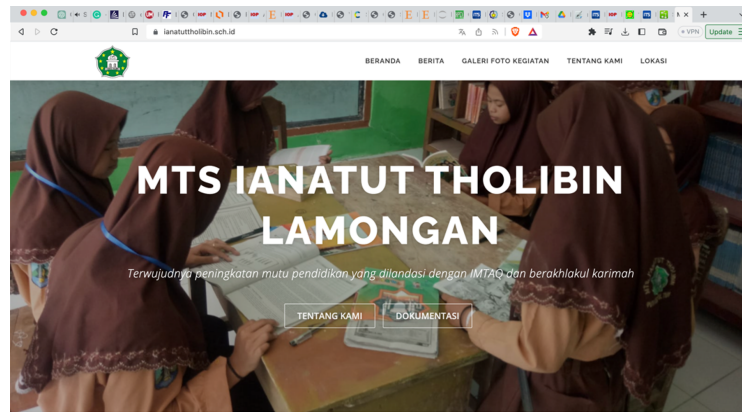 ianatuttholibin.sch.id
VPN
Update
BERANDA BERITA GALERI FOTO KEGIATAN TENTANG KAMI LOKASI
MTS IANATUT THOLIBIN
LAMONGAN
Terwujudnya peningkatan mutu pendidikan yang dilandasi dengan IMTAQ dan berakhlakul karimah
TENTANG KAMI DOKUMENTASI